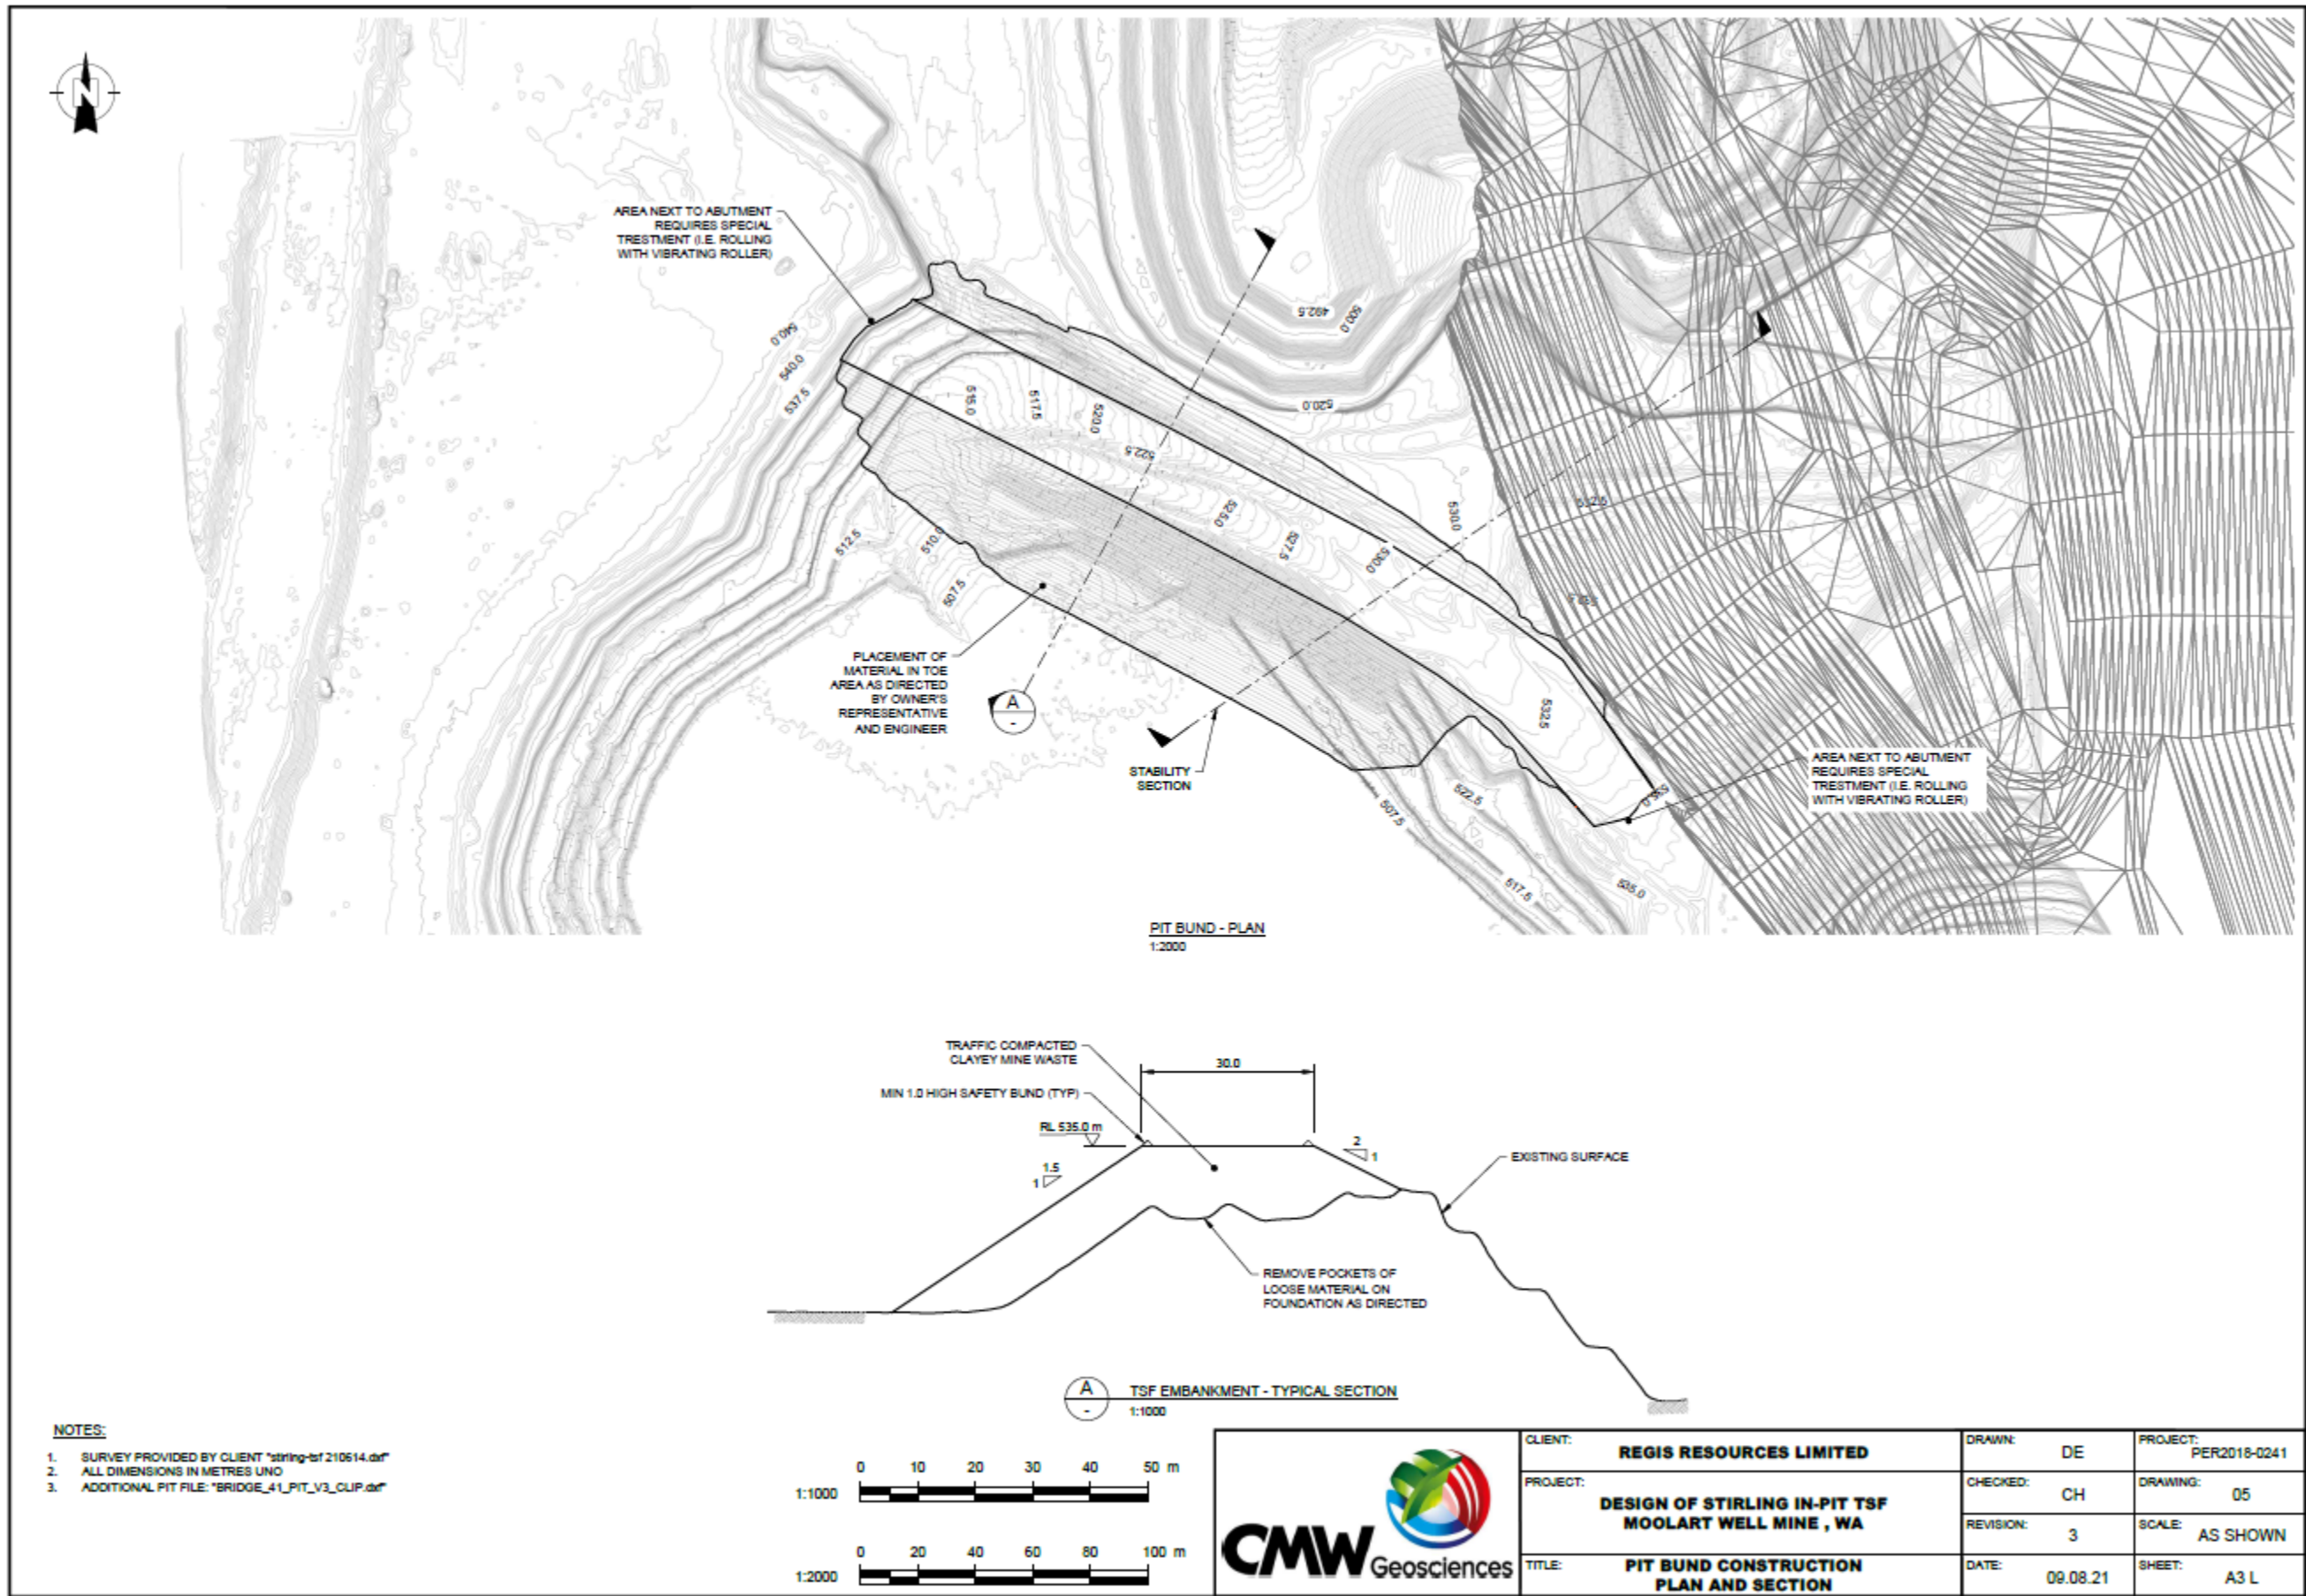 N
AREA NEXT TO ABUTMENT
REQUIRES SPECIAL
TRESTMENT (I.E. ROLLING
WITH VIBRATING ROLLER)
540.0
540.0
537.5
492.5
500.0
520.0
515.0
517.5
520.0
522.5
525.0
527.5
530.0
530.0
512.5
510.0
507.5
PLACEMENT OF
MATERIAL IN TOE
AREA AS DIRECTED
BY OWNER'S
REPRESENTATIVE
AND ENGINEER
A
-
STABILITY
SECTION
532.5
535.0
AREA NEXT TO ABUTMENT
REQUIRES SPECIAL
TRESTMENT (I.E. ROLLING
WITH VIBRATING ROLLER)
507.5
522.5
517.5
535.0
PIT BUND - PLAN
1:2000
TRAFFIC COMPACTED
CLAYEY MINE WASTE
30.0
MIN 1.0 HIGH SAFETY BUND (TYP)
RL 535.0 m
1.5
1
2
1
EXISTING SURFACE
REMOVE POCKETS OF
LOOSE MATERIAL ON
FOUNDATION AS DIRECTED
A
-
TSF EMBANKMENT - TYPICAL SECTION
1:1000
NOTES:
1. SURVEY PROVIDED BY CLIENT "stirling-tsf 210614.dxf"
2. ALL DIMENSIONS IN METRES UNO
3. ADDITIONAL PIT FILE: "BRIDGE_41_PIT_V3_CLIP.dxf"
0 10 20 30 40 50 m
1:1000
0 20 40 60 80 100 m
1:2000
CMW Geosciences
CLIENT: REGIS RESOURCES LIMITED
PROJECT: DESIGN OF STIRLING IN-PIT TSF
MOOLART WELL MINE , WA
TITLE: PIT BUND CONSTRUCTION
PLAN AND SECTION
DRAWN: DE
PROJECT: PER2018-0241
CHECKED: CH
DRAWING: 05
REVISION: 3
SCALE: AS SHOWN
DATE: 09.08.21
SHEET: A3 L